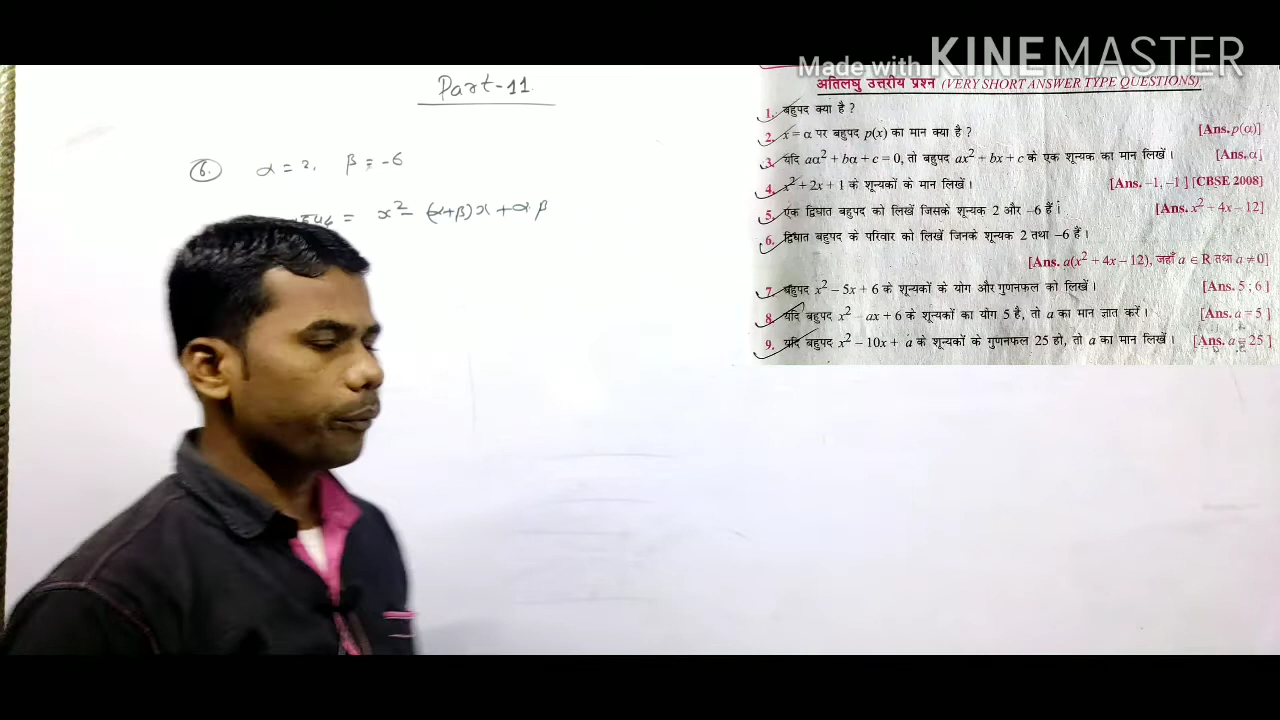 Made with KINEMASTER
Part-11
6. α = 2, β = -6
= x² - (α+β)x + α β
अतिलघु उत्तरीय प्रश्न (VERY SHORT ANSWER TYPE QUESTIONS)
1. बहुपद क्या है ?
2. x = α पर बहुपद p(x) का मान क्या है ? [Ans. p(α)]
3. यदि aα² + bα + c = 0, तो बहुपद ax² + bx + c के एक शून्यक का मान लिखें। [Ans. α]
4. x² + 2x + 1 के शून्यकों के मान लिखें। [Ans. -1, -1 ] [CBSE 2008]
5. एक द्विघात बहुपद को लिखें जिसके शून्यक 2 और -6 हैं। [Ans. x² + 4x - 12]
6. द्विघात बहुपद के परिवार को लिखें जिनके शून्यक 2 तथा -6 हैं।
[Ans. a(x² + 4x - 12), जहाँ a ∈ R तथा a ≠ 0]
7. बहुपद x² - 5x + 6 के शून्यकों के योग और गुणनफल को लिखें। [Ans. 5 ; 6 ]
8. यदि बहुपद x² - ax + 6 के शून्यकों का योग 5 है, तो a का मान ज्ञात करें। [Ans. a = 5 ]
9. यदि बहुपद x² - 10x + a के शून्यकों के गुणनफल 25 हो, तो a का मान लिखें। [Ans. a = 25 ]